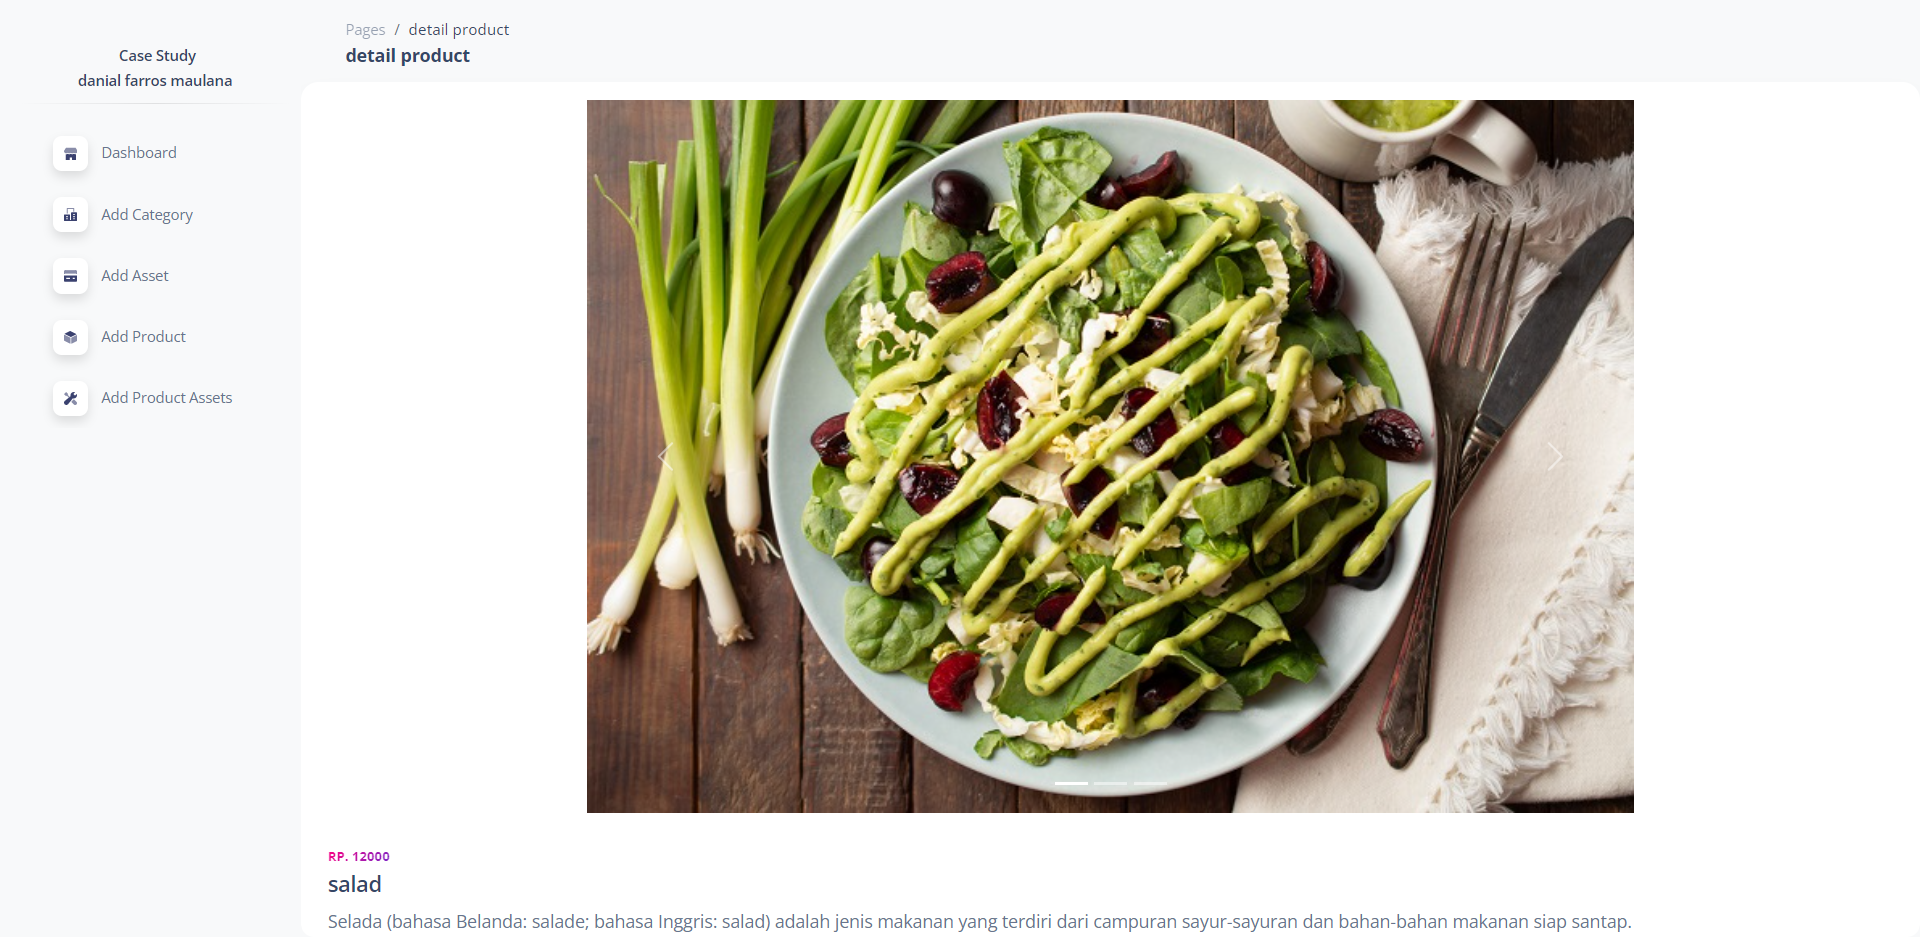 Case Study
danial farros maulana
Dashboard
Add Category
Add Asset
Add Product
Add Product Assets
Pages / detail product
detail product
RP. 12000
salad
Selada (bahasa Belanda: salade; bahasa Inggris: salad) adalah jenis makanan yang terdiri dari campuran sayur-sayuran dan bahan-bahan makanan siap santap.